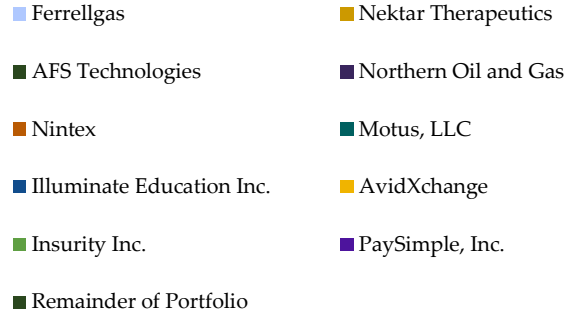 Ferrellgas
Nektar Therapeutics
AFS Technologies
Northern Oil and Gas
Nintex
Motus, LLC
Illuminate Education Inc.
AvidXchange
Insurity Inc.
PaySimple, Inc.
Remainder of Portfolio